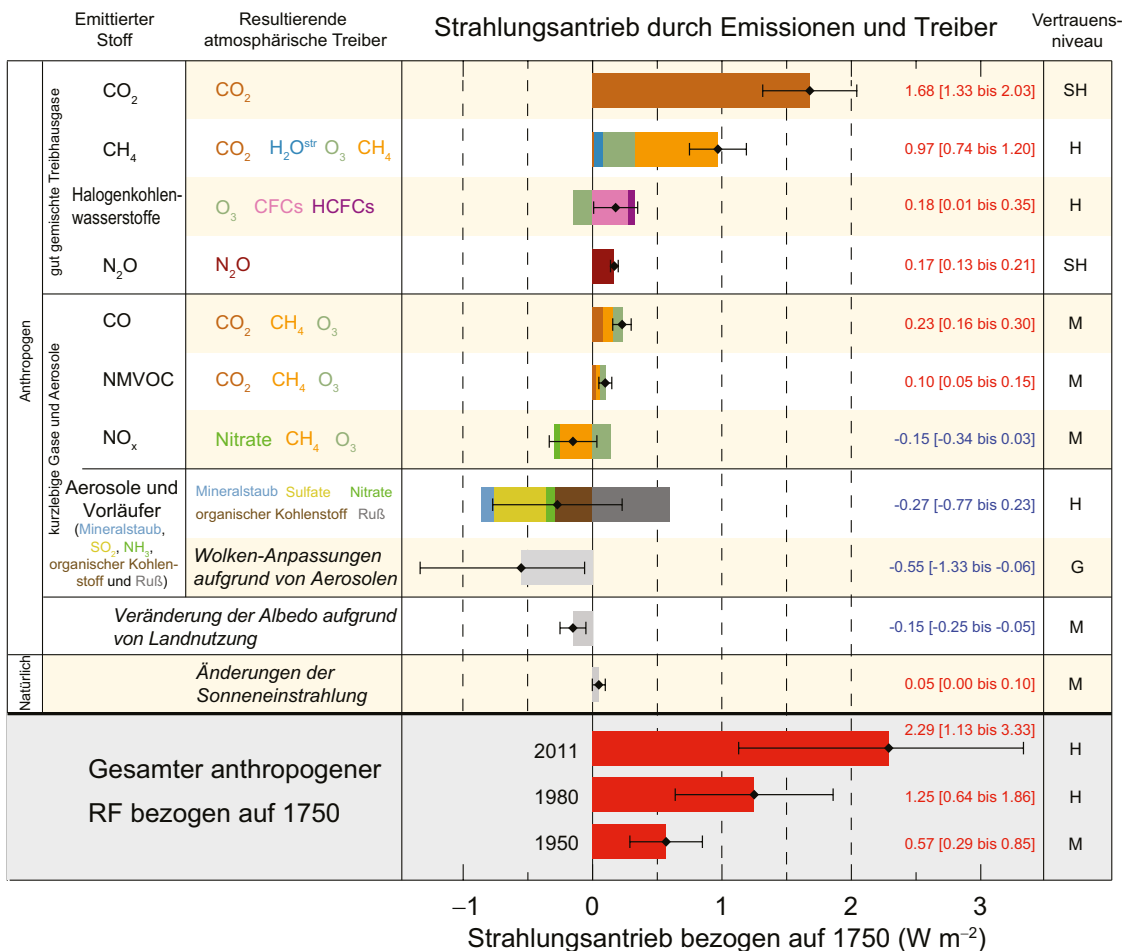 Emittierter
Stoff
Resultierende
atmosphärische Treiber
Strahlungsantrieb durch Emissionen und Treiber
Vertrauens-
niveau
Anthropogen
gut gemischte Treibhausgase
CO₂
CO₂
1.68 [1.33 bis 2.03]
SH
CH₄
CO₂ H₂Oˢᵗʳ O₃ CH₄
0.97 [0.74 bis 1.20]
H
Halogenkohlen-
wasserstoffe
O₃ CFCs HCFCs
0.18 [0.01 bis 0.35]
H
N₂O
N₂O
0.17 [0.13 bis 0.21]
SH
kurzlebige Gase und Aerosole
CO
CO₂ CH₄ O₃
0.23 [0.16 bis 0.30]
M
NMVOC
CO₂ CH₄ O₃
0.10 [0.05 bis 0.15]
M
NOₓ
Nitrate CH₄ O₃
-0.15 [-0.34 bis 0.03]
M
Aerosole und
Vorläufer
(Mineralstaub,
SO₂, NH₃,
organischer Kohlen-
stoff und Ruß)
Mineralstaub Sulfate Nitrate
organischer Kohlenstoff Ruß
-0.27 [-0.77 bis 0.23]
H
Wolken-Anpassungen
aufgrund von Aerosolen
-0.55 [-1.33 bis -0.06]
G
Veränderung der Albedo aufgrund
von Landnutzung
-0.15 [-0.25 bis -0.05]
M
Natürlich
Änderungen der
Sonneneinstrahlung
0.05 [0.00 bis 0.10]
M
Gesamter anthropogener
RF bezogen auf 1750
2011
2.29 [1.13 bis 3.33]
H
1980
1.25 [0.64 bis 1.86]
H
1950
0.57 [0.29 bis 0.85]
M
−1 0 1 2 3
Strahlungsantrieb bezogen auf 1750 (W m⁻²)